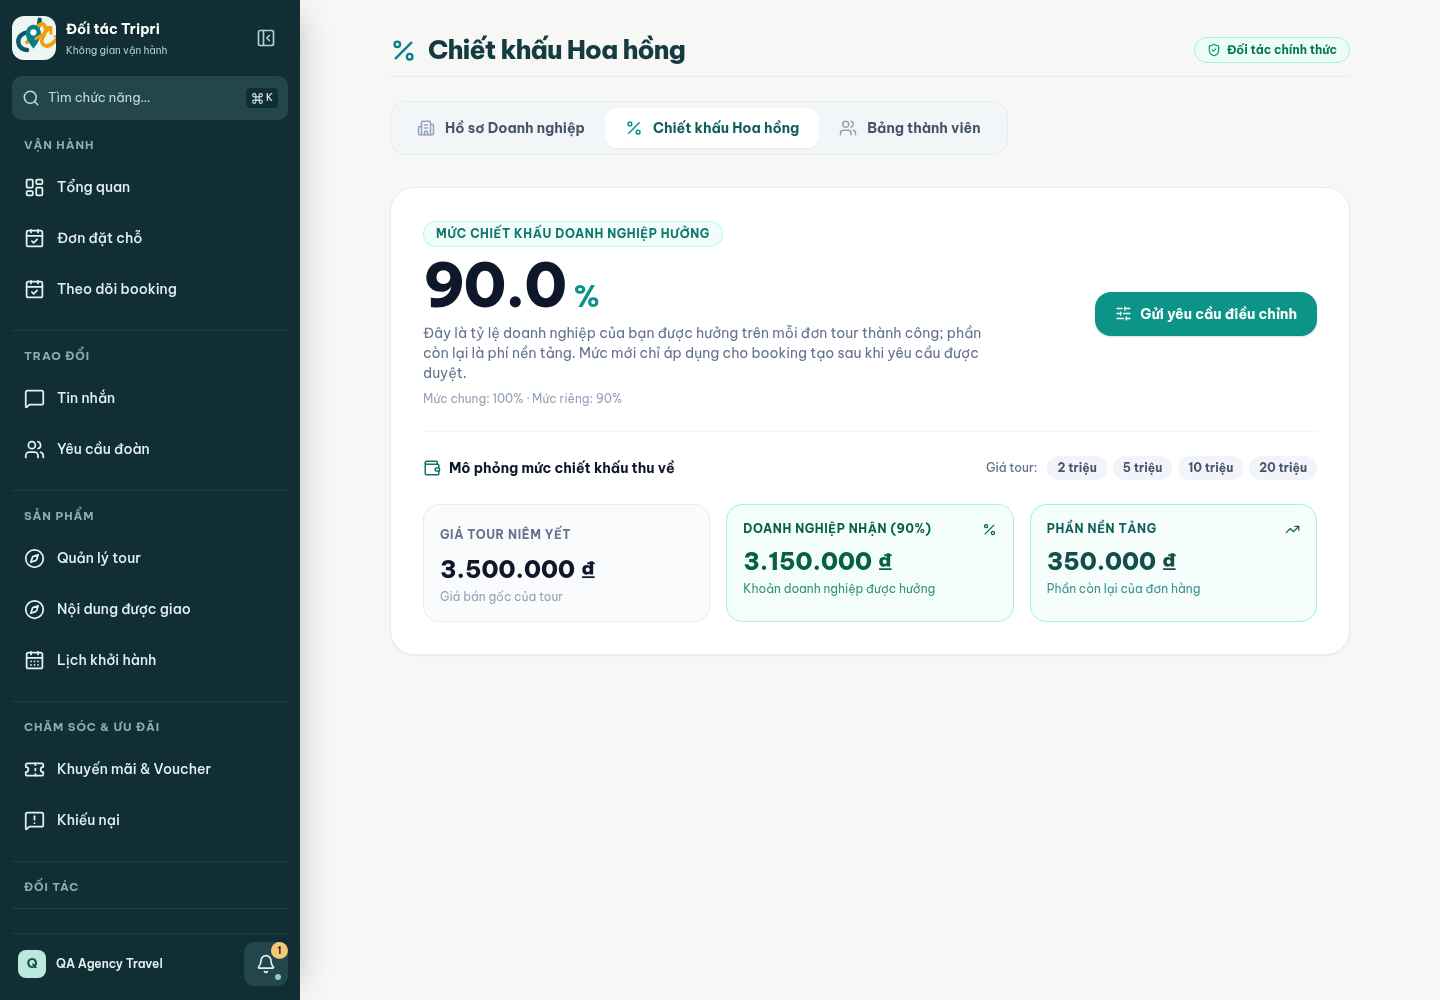 Đối tác Tripri
Không gian vận hành
Tìm chức năng...
⌘K
VẬN HÀNH
Tổng quan
Đơn đặt chỗ
Theo dõi booking
TRAO ĐỔI
Tin nhắn
Yêu cầu đoàn
SẢN PHẨM
Quản lý tour
Nội dung được giao
Lịch khởi hành
CHĂM SÓC & ƯU ĐÃI
Khuyến mãi & Voucher
Khiếu nại
ĐỐI TÁC
Q
QA Agency Travel
1
Chiết khấu Hoa hồng
Đối tác chính thức
Hồ sơ Doanh nghiệp
Chiết khấu Hoa hồng
Bảng thành viên
MỨC CHIẾT KHẤU DOANH NGHIỆP HƯỞNG
90.0 %
Đây là tỷ lệ doanh nghiệp của bạn được hưởng trên mỗi đơn tour thành công; phần
còn lại là phí nền tảng. Mức mới chỉ áp dụng cho booking tạo sau khi yêu cầu được
duyệt.
Mức chung: 100% · Mức riêng: 90%
Gửi yêu cầu điều chỉnh
Mô phỏng mức chiết khấu thu về
Giá tour: 2 triệu 5 triệu 10 triệu 20 triệu
GIÁ TOUR NIÊM YẾT
3.500.000 ₫
Giá bán gốc của tour
DOANH NGHIỆP NHẬN (90%)
3.150.000 ₫
Khoản doanh nghiệp được hưởng
PHẦN NỀN TẢNG
350.000 ₫
Phần còn lại của đơn hàng